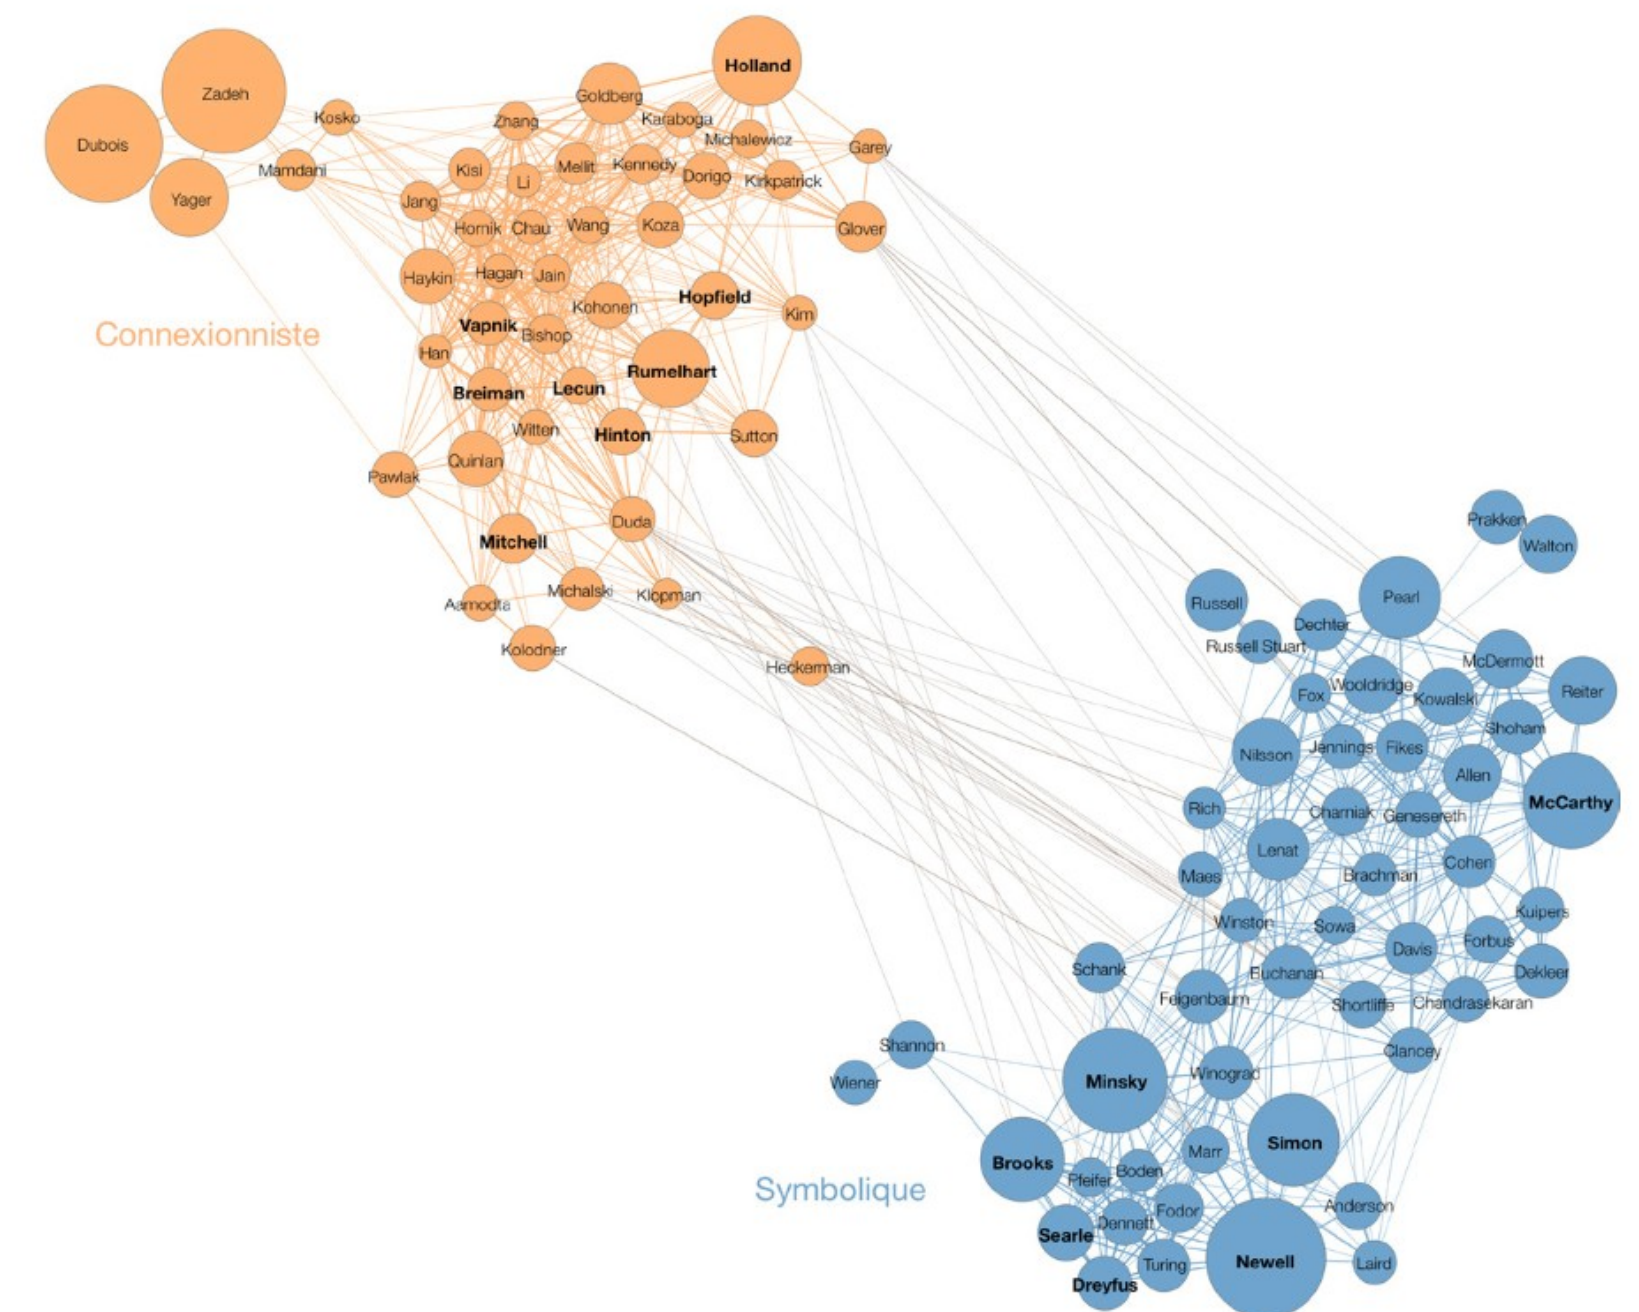 Holland
Zadeh
Goldberg
Kosko
Zhang
Karaboga
Michalewicz
Dubois
Garey
Mamdani
Kisi
Li
Mellit
Kennedy
Dorigo
Kirkpatrick
Yager
Jang
Hornik
Chau
Wang
Koza
Glover
Haykin
Hagan
Jain
Kohonen
Hopfield
Kim
Connexionniste
Vapnik
Bishop
Han
Rumelhart
Breiman
Lecun
Witten
Hinton
Sutton
Quinlan
Pawlak
Duda
Mitchell
Michalski
Klopman
Aamodta
Kolodner
Heckerman
Prakken
Walton
Pearl
Russell
Dechter
Russell Stuart
McDermott
Wooldridge
Fox
Kowalski
Reiter
Shoham
Nilsson
Jennings
Fikes
Allen
McCarthy
Rich
Charniak
Genesereth
Lenat
Cohen
Maes
Brachman
Kuipers
Winston
Sowa
Forbus
Davis
Schank
Buchanan
Dekleer
Feigenbaum
Shortliffe
Chandrasekaran
Shannon
Clancey
Wiener
Minsky
Winograd
Simon
Marr
Brooks
Pfeifer
Boden
Symbolique
Anderson
Fodor
Dennett
Searle
Turing
Newell
Laird
Dreyfus